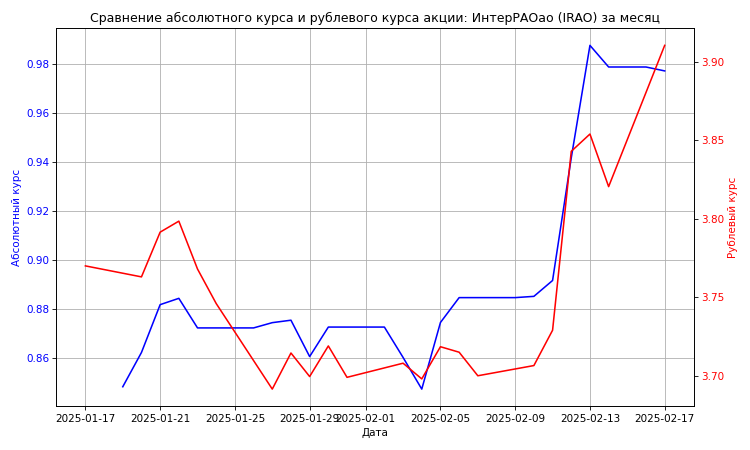 Сравнение абсолютного курса и рублевого курса акции: ИнтерРАОао (IRAO) за месяц
Абсолютный курс
0.98
0.96
0.94
0.92
0.90
0.88
0.86
3.90
3.85
3.80
3.75
3.70
Рублевый курс
2025-01-17 2025-01-21 2025-01-25 2025-01-29 2025-02-01 2025-02-05 2025-02-09 2025-02-13 2025-02-17
Дата